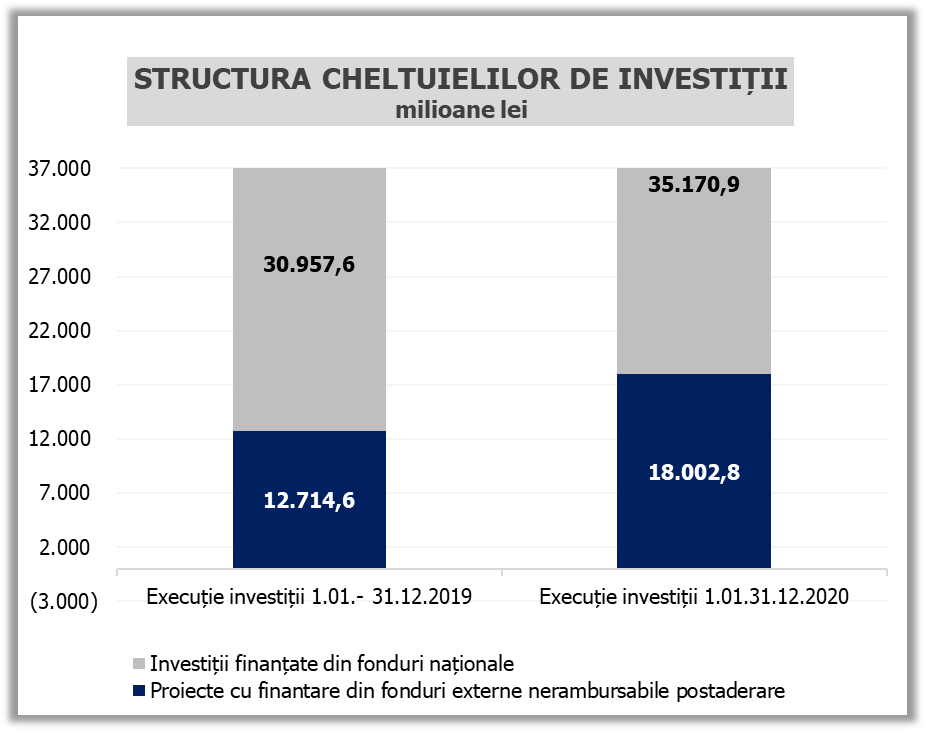 STRUCTURA CHELTUIELILOR DE INVESTIȚII
milioane lei
37.000
32.000
27.000
22.000
17.000
12.000
7.000
2.000
(3.000)
30.957,6
12.714,6
35.170,9
18.002,8
Execuție investiții 1.01.- 31.12.2019
Execuție investiții 1.01.31.12.2020
Investiții finanțate din fonduri naționale
Proiecte cu finantare din fonduri externe nerambursabile postaderare